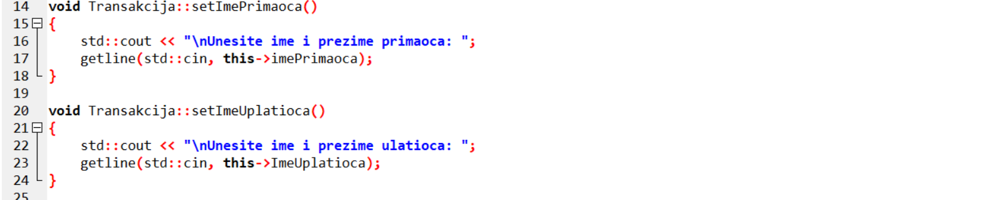 14 void Transakcija::setImePrimaoca()
15 {
16 std::cout << "\nUnesite ime i prezime primaoca: ";
17 getline(std::cin, this->imePrimaoca);
18 }
19
20 void Transakcija::setImeUplatioca()
21 {
22 std::cout << "\nUnesite ime i prezime ulatioca: ";
23 getline(std::cin, this->ImeUplatioca);
24 }
25